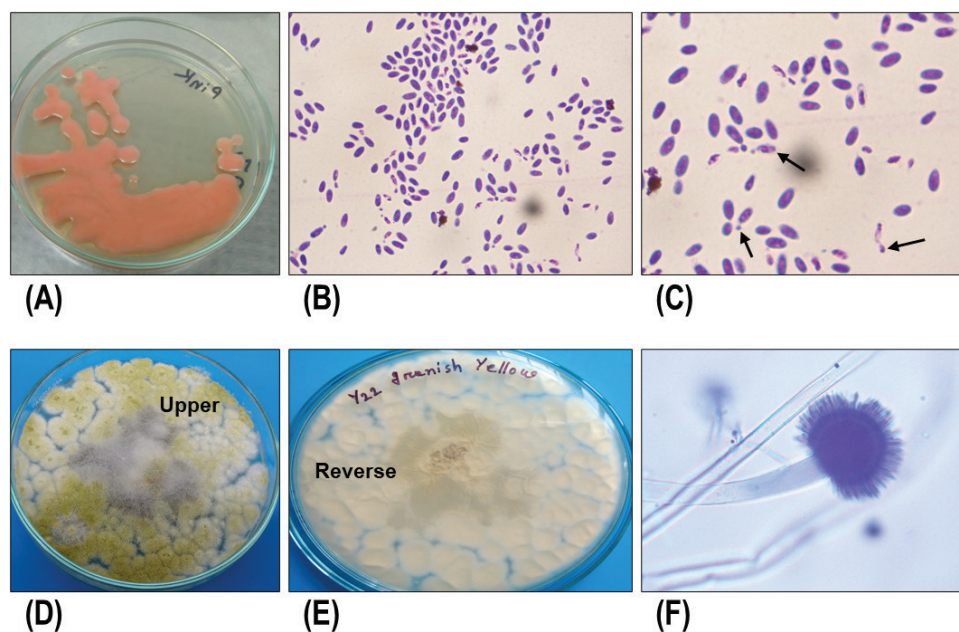 PiNK
(A)
(B)
(C)
Upper
(D)
Y22 greenish Yellow
Reverse
(E)
(F)